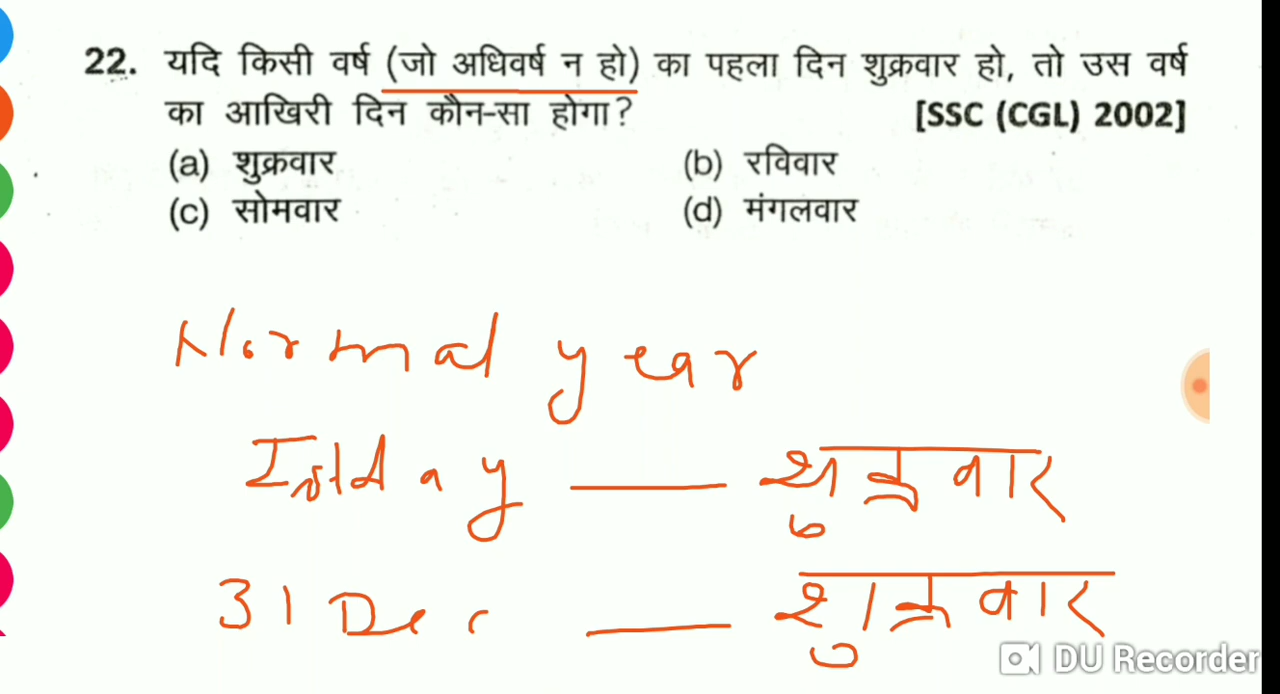 22. यदि किसी वर्ष (जो अधिवर्ष न हो) का पहला दिन शुक्रवार हो, तो उस वर्ष
का आखिरी दिन कौन-सा होगा? [SSC (CGL) 2002]
(a) शुक्रवार (b) रविवार
(c) सोमवार (d) मंगलवार
Normal year
day — शुक्रवार
31 Dec — शुक्रवार
DU Recorder